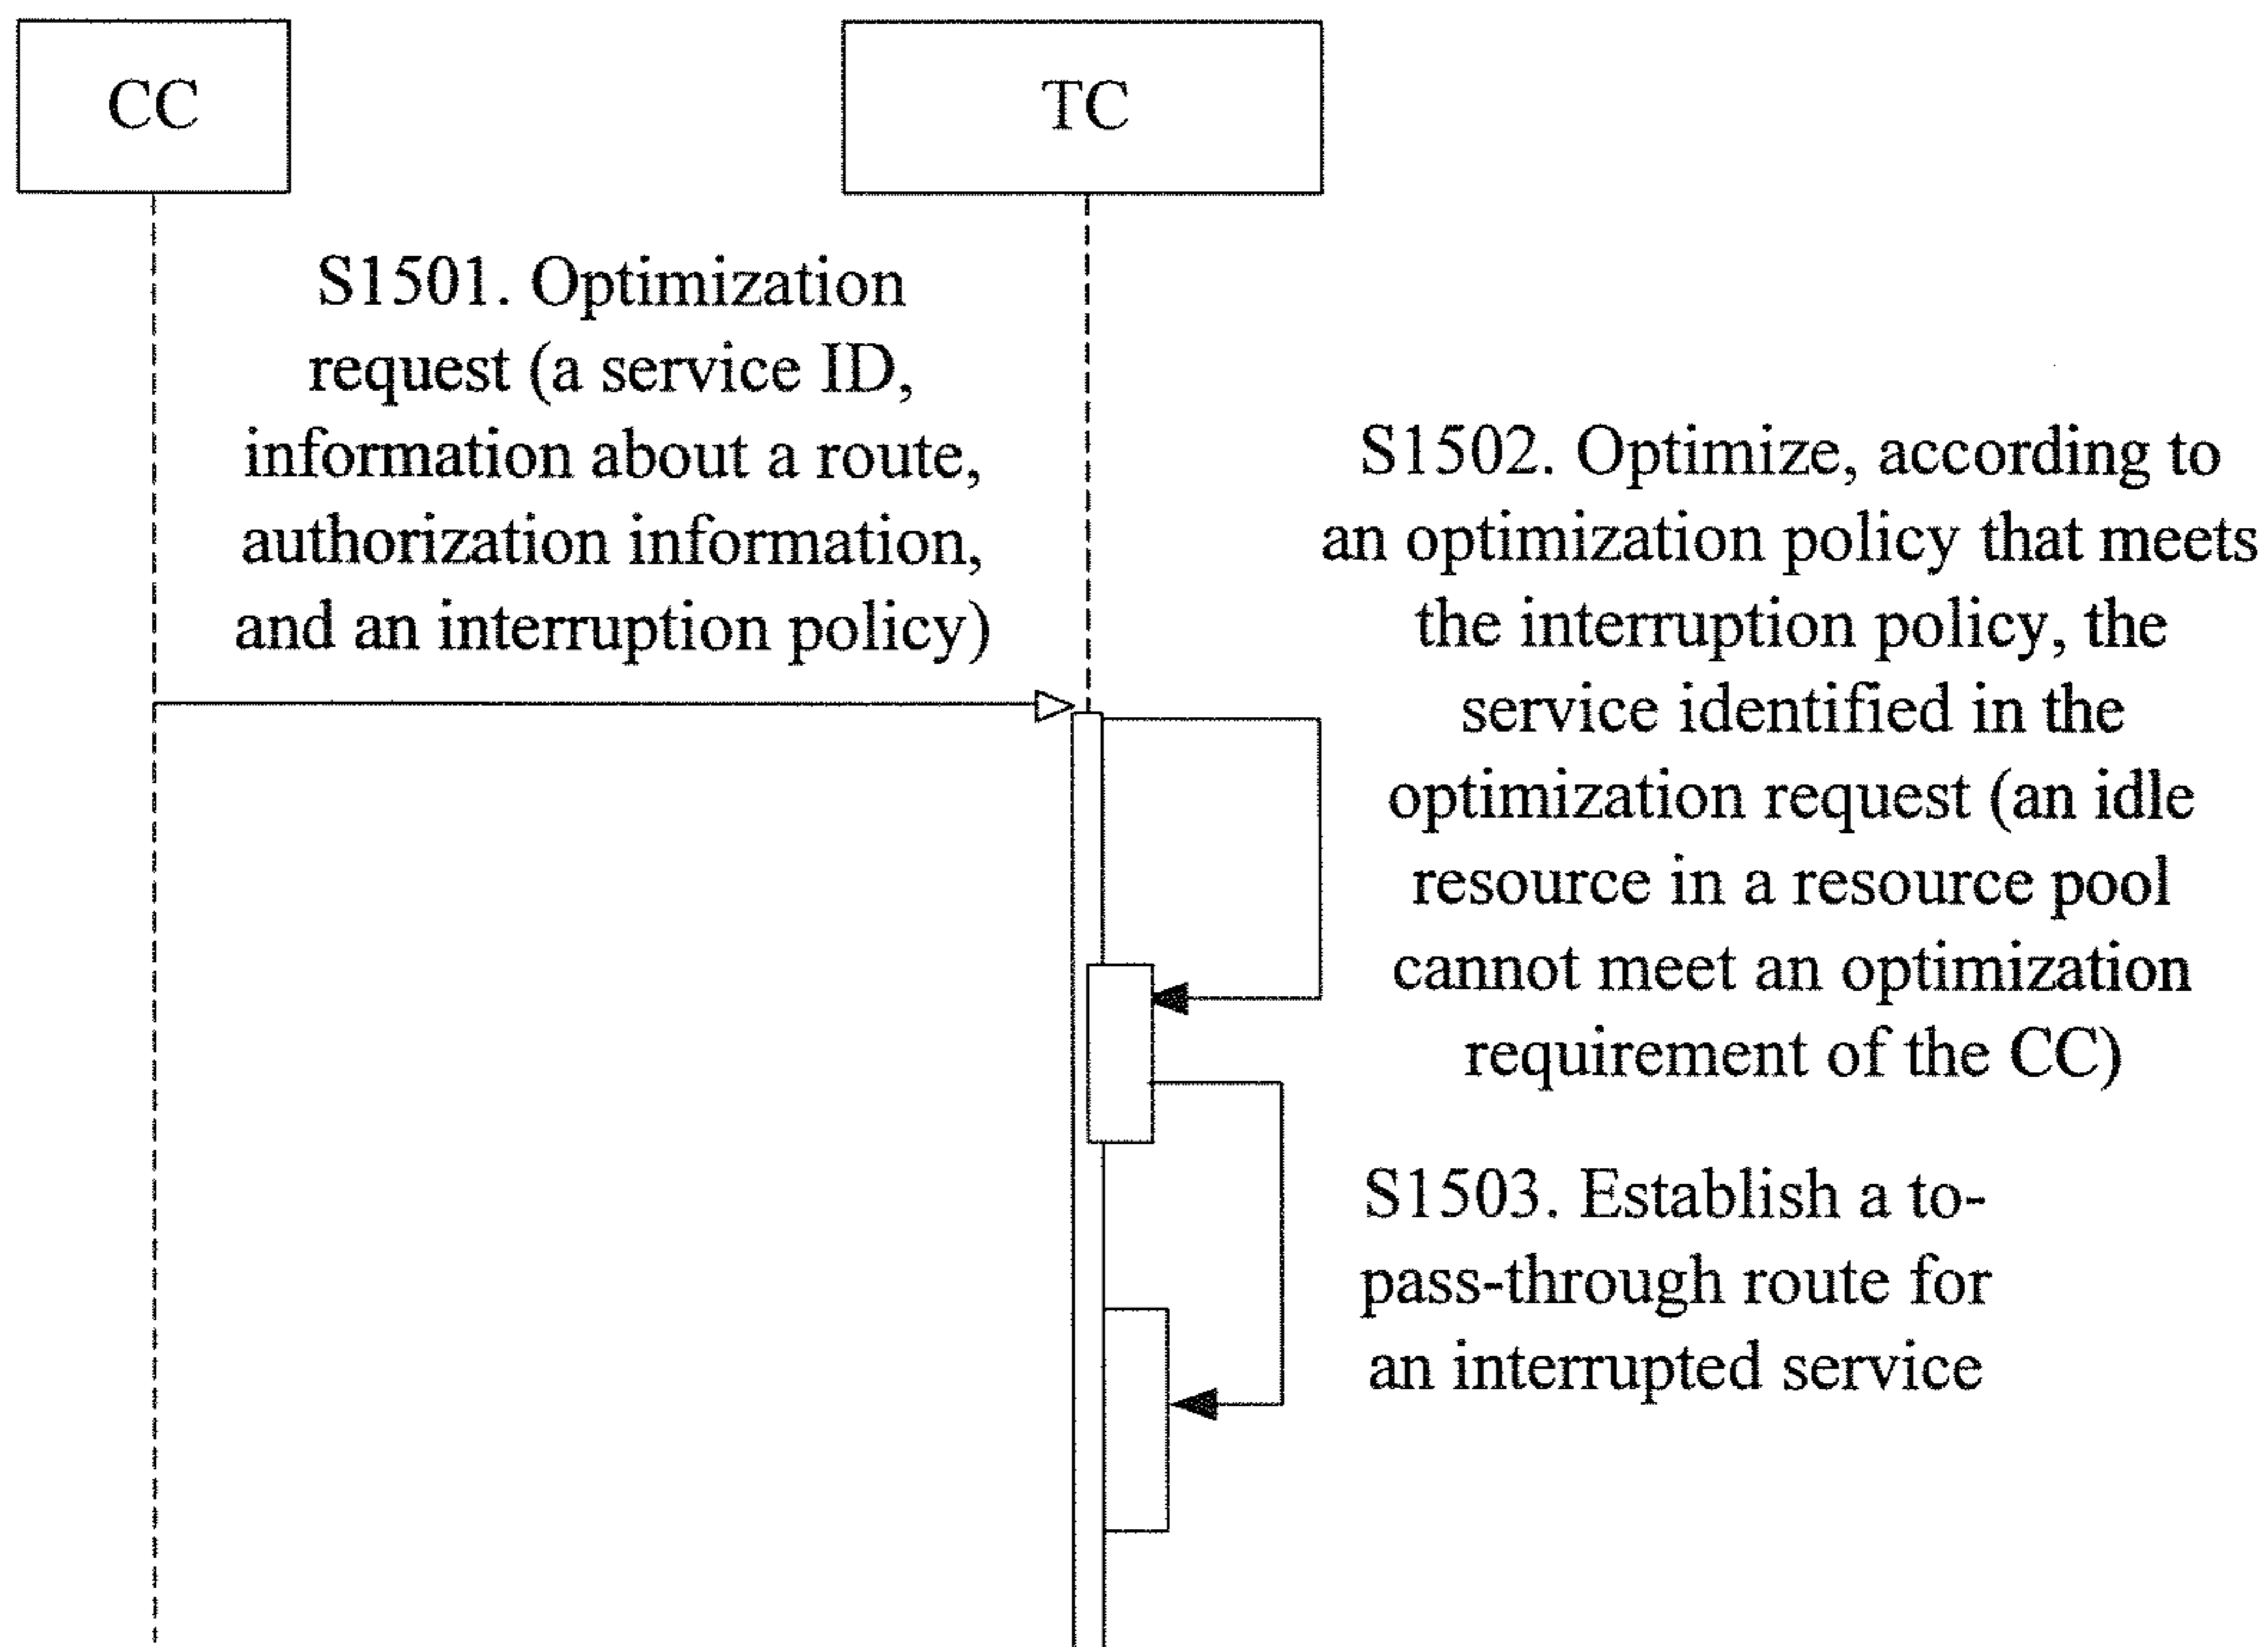 CC
TC
S1501. Optimization
request (a service ID,
information about a route,
authorization information,
and an interruption policy)
S1502. Optimize, according to
an optimization policy that meets
the interruption policy, the
service identified in the
optimization request (an idle
resource in a resource pool
cannot meet an optimization
requirement of the CC)
S1503. Establish a to-
pass-through route for
an interrupted service